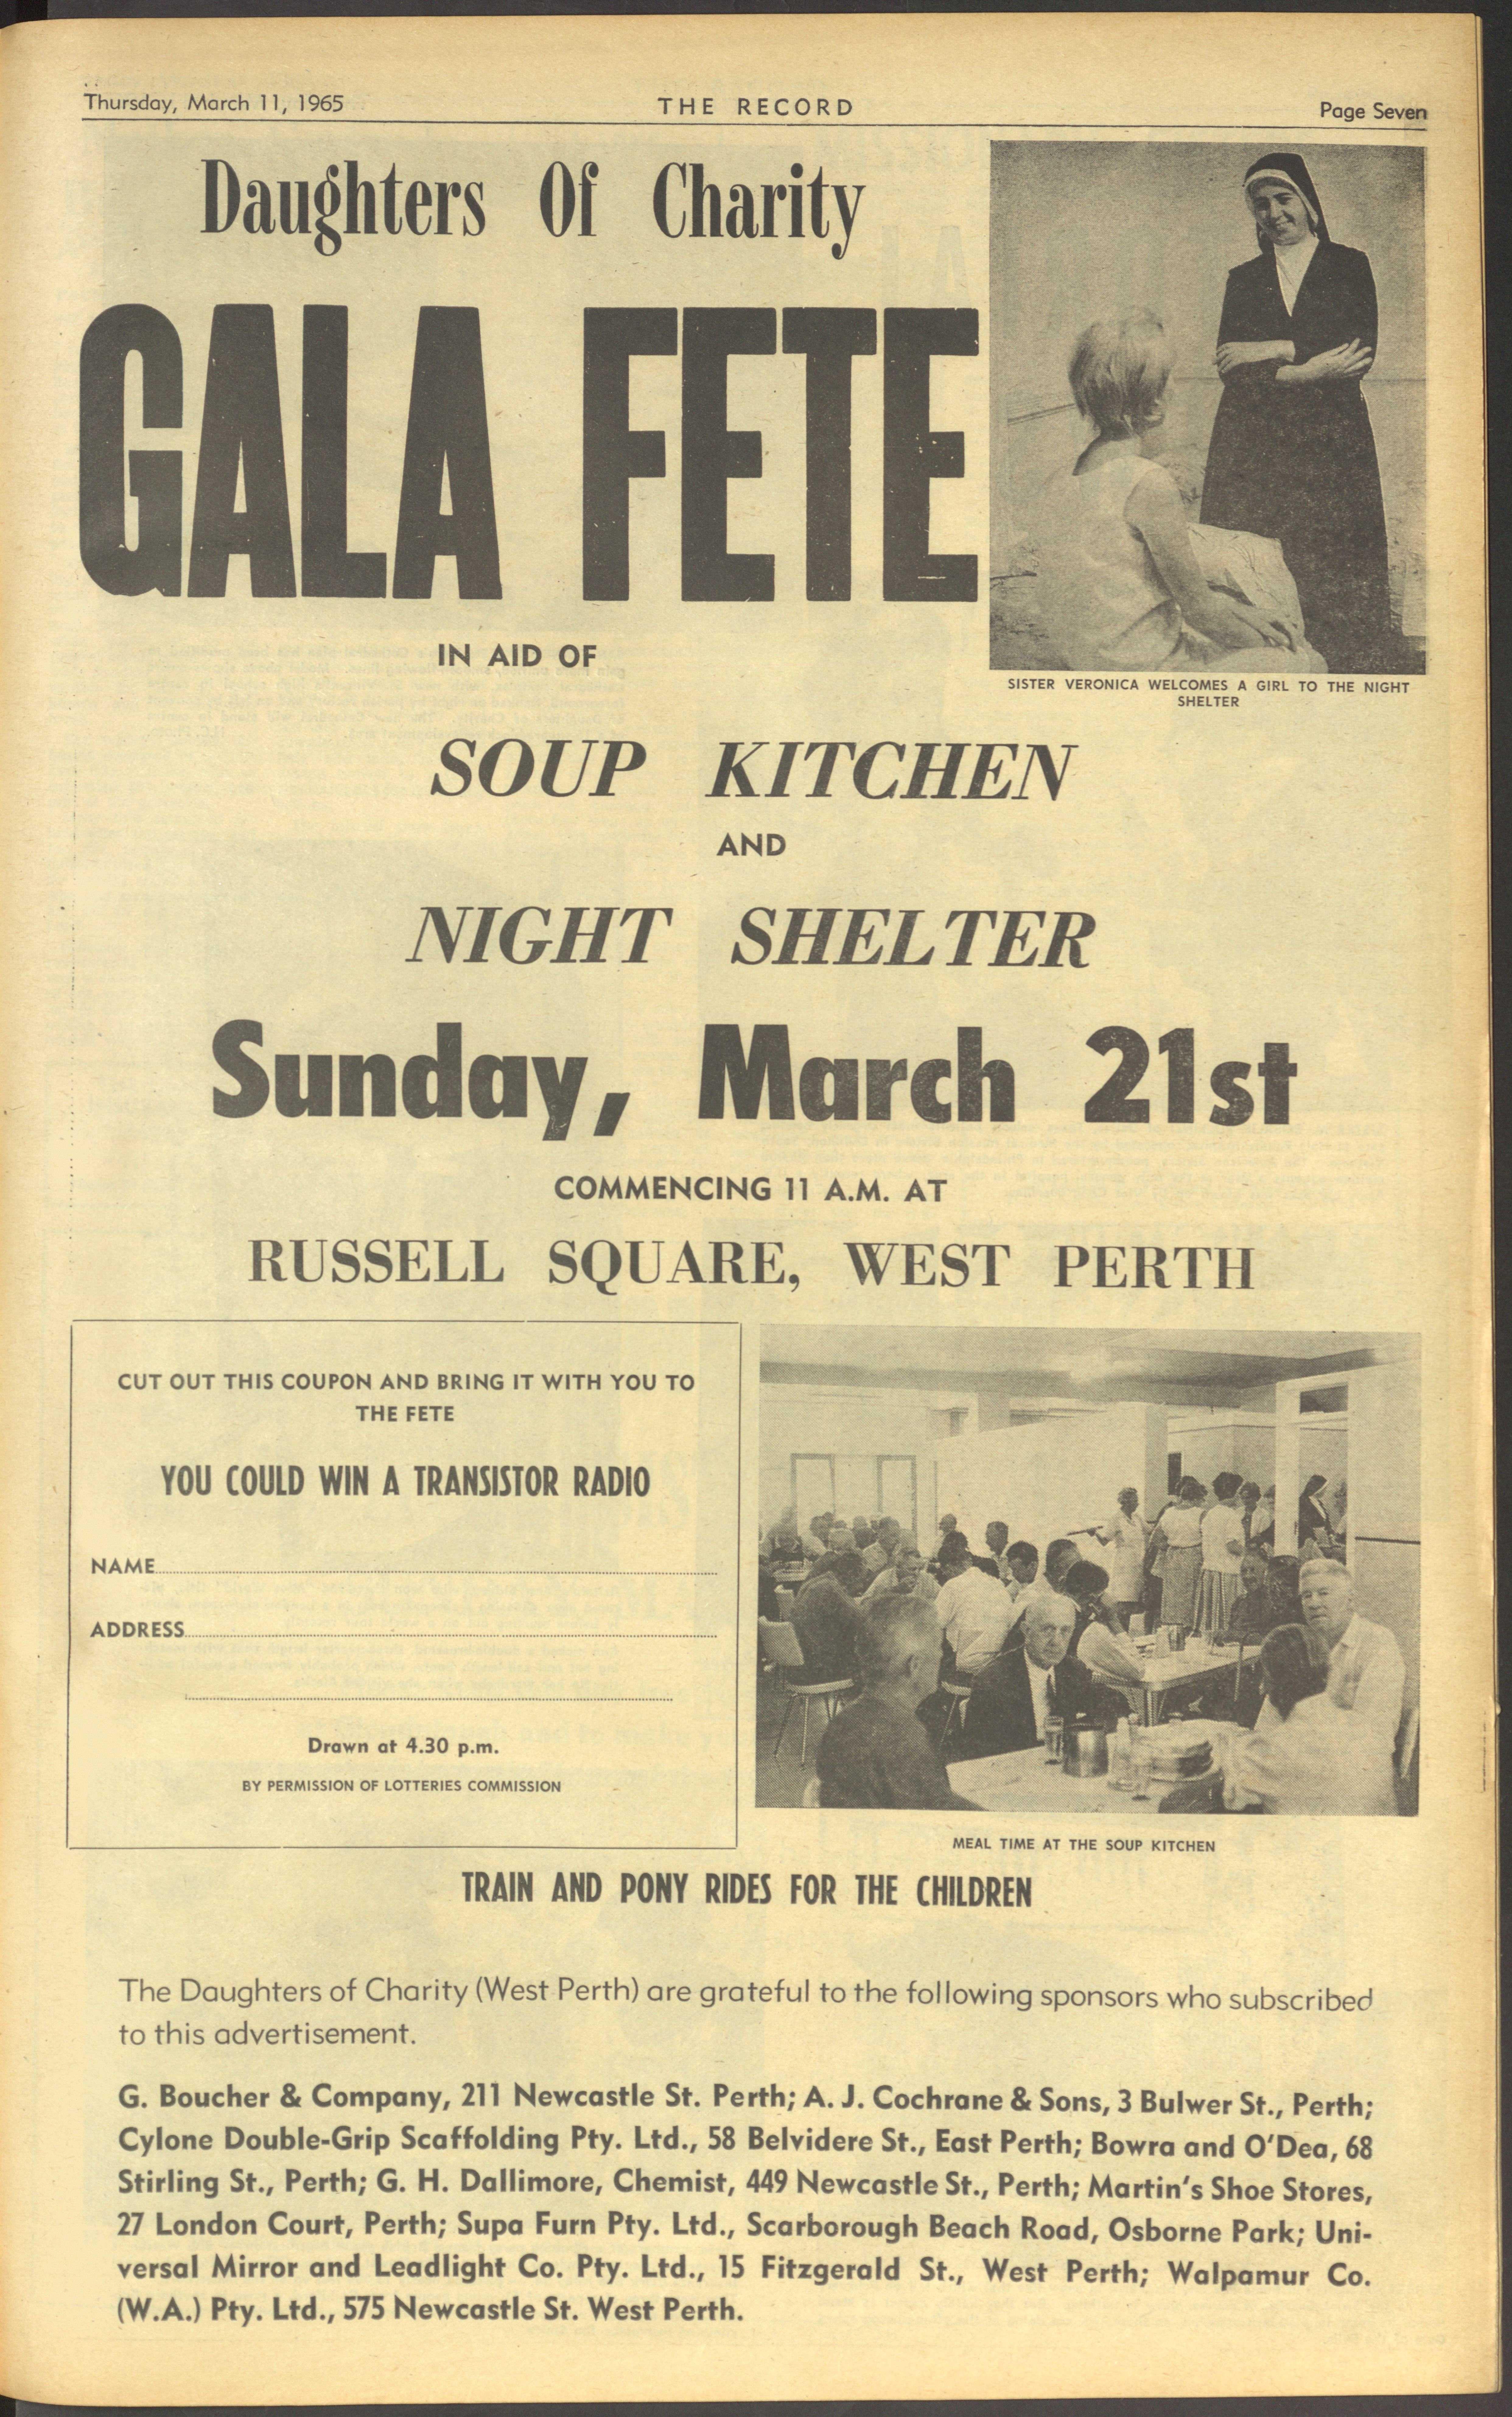 Thursday, March 11, 1965
THE RECORD
Page Seven
Daughters Of Charity
GALA FETE
SISTER VERONICA WELCOMES A GIRL TO THE NIGHT
SHELTER
IN AID OF
SOUP KITCHEN
AND
NIGHT SHELTER
Sunday, March 21st
COMMENCING 11 A.M. AT
RUSSELL SQUARE, WEST PERTH
CUT OUT THIS COUPON AND BRING IT WITH YOU TO
THE FETE
YOU COULD WIN A TRANSISTOR RADIO
NAME
ADDRESS
Drawn at 4.30 p.m.
BY PERMISSION OF LOTTERIES COMMISSION
MEAL TIME AT THE SOUP KITCHEN
TRAIN AND PONY RIDES FOR THE CHILDREN
The Daughters of Charity (West Perth) are grateful to the following sponsors who subscribed
to this advertisement.
G. Boucher & Company, 211 Newcastle St. Perth; A. J. Cochrane & Sons, 3 Bulwer St., Perth;
Cylone Double-Grip Scaffolding Pty. Ltd., 58 Belvidere St., East Perth; Bowra and O'Dea, 68
Stirling St., Perth; G. H. Dallimore, Chemist, 449 Newcastle St., Perth; Martin's Shoe Stores,
27 London Court, Perth; Supa Furn Pty. Ltd., Scarborough Beach Road, Osborne Park; Uni-
versal Mirror and Leadlight Co. Pty. Ltd., 15 Fitzgerald St., West Perth; Walpamur Co.
(W.A.) Pty. Ltd., 575 Newcastle St. West Perth.